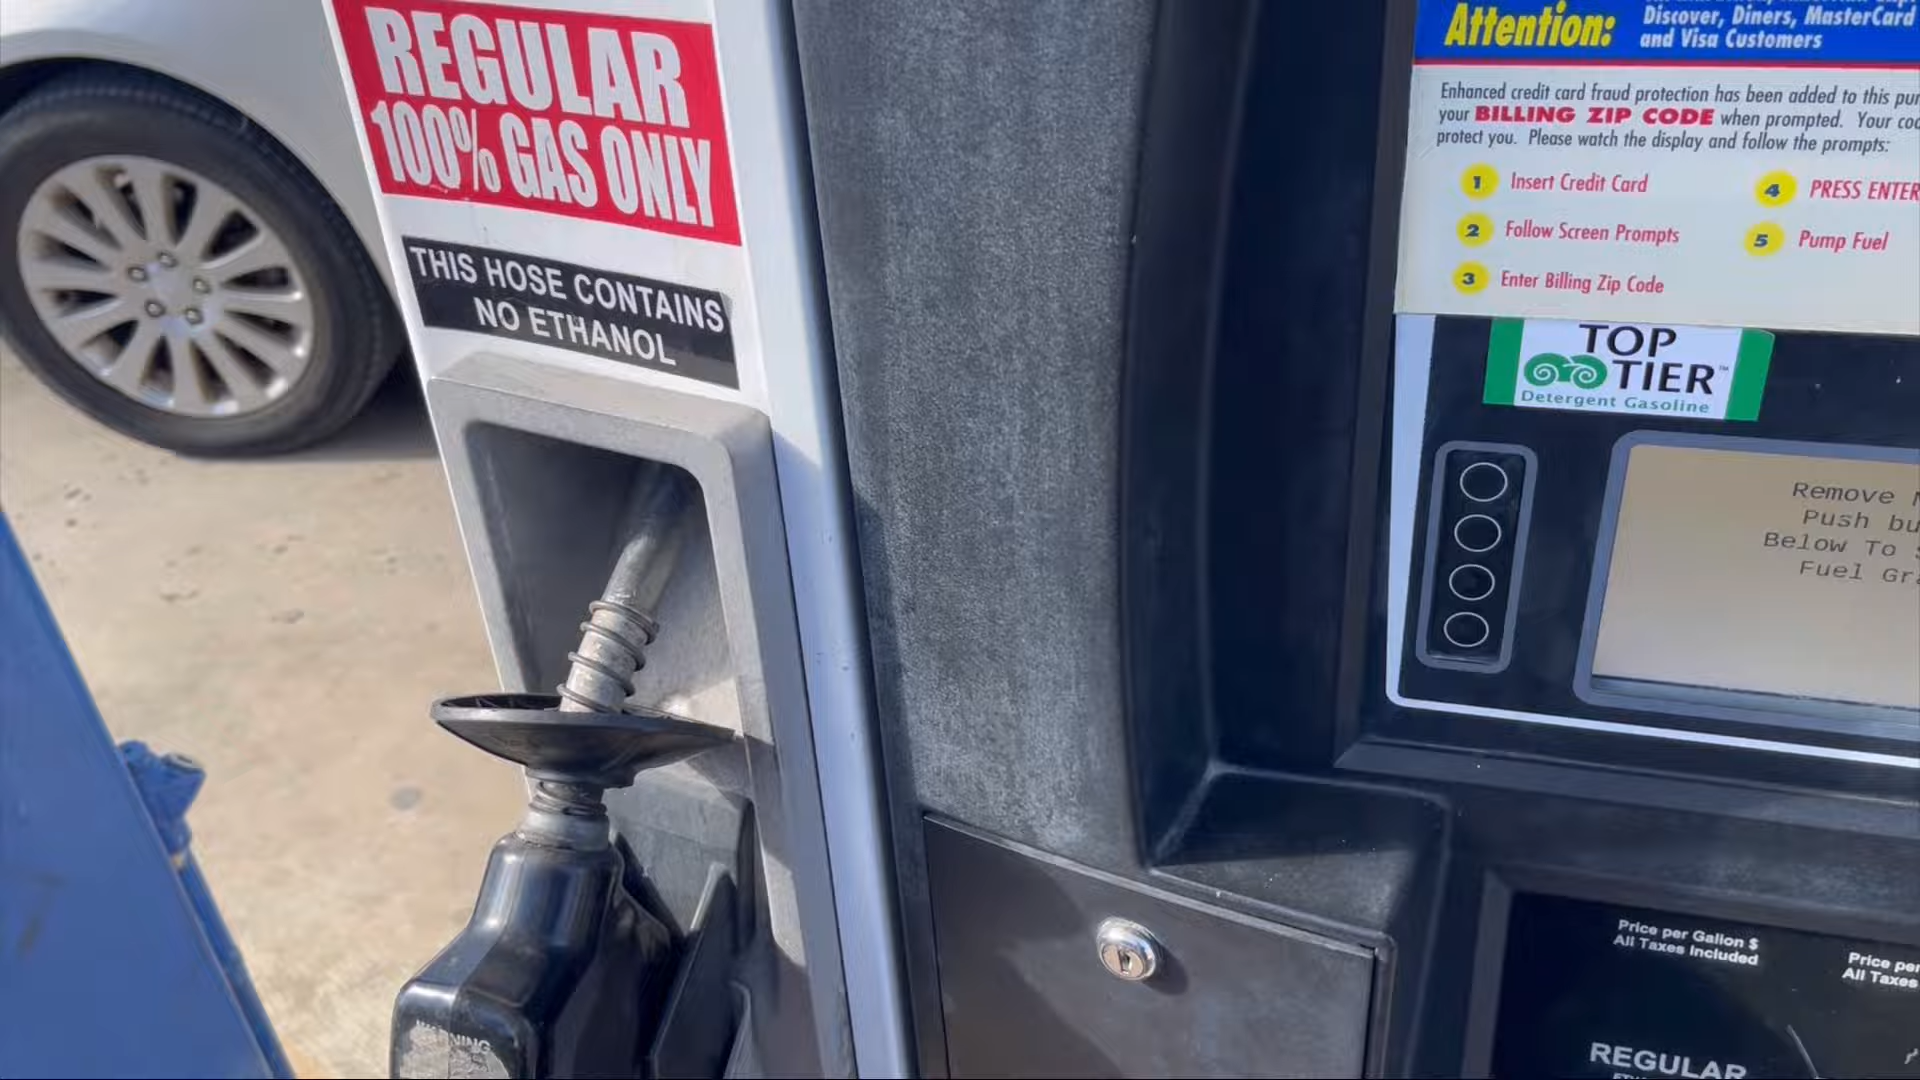 REGULAR
100% GAS ONLY
THIS HOSE CONTAINS
NO ETHANOL
WARNING
Attention:
Discover, Diners, MasterCard
and Visa Customers
Enhanced credit card fraud protection has been added to this
your BILLING ZIP CODE when prompted. Your
protect you. Please watch the display and follow the prompts:
1 Insert Credit Card
2 Follow Screen Prompts
3 Enter Billing Zip Code
4 PRESS ENTER
5 Pump Fuel
TOP
TIER™
Detergent Gasoline
Remove
Push
Below To
Fuel
Price per Gallon $
All Taxes Included
Price per
All Taxes
REGULAR